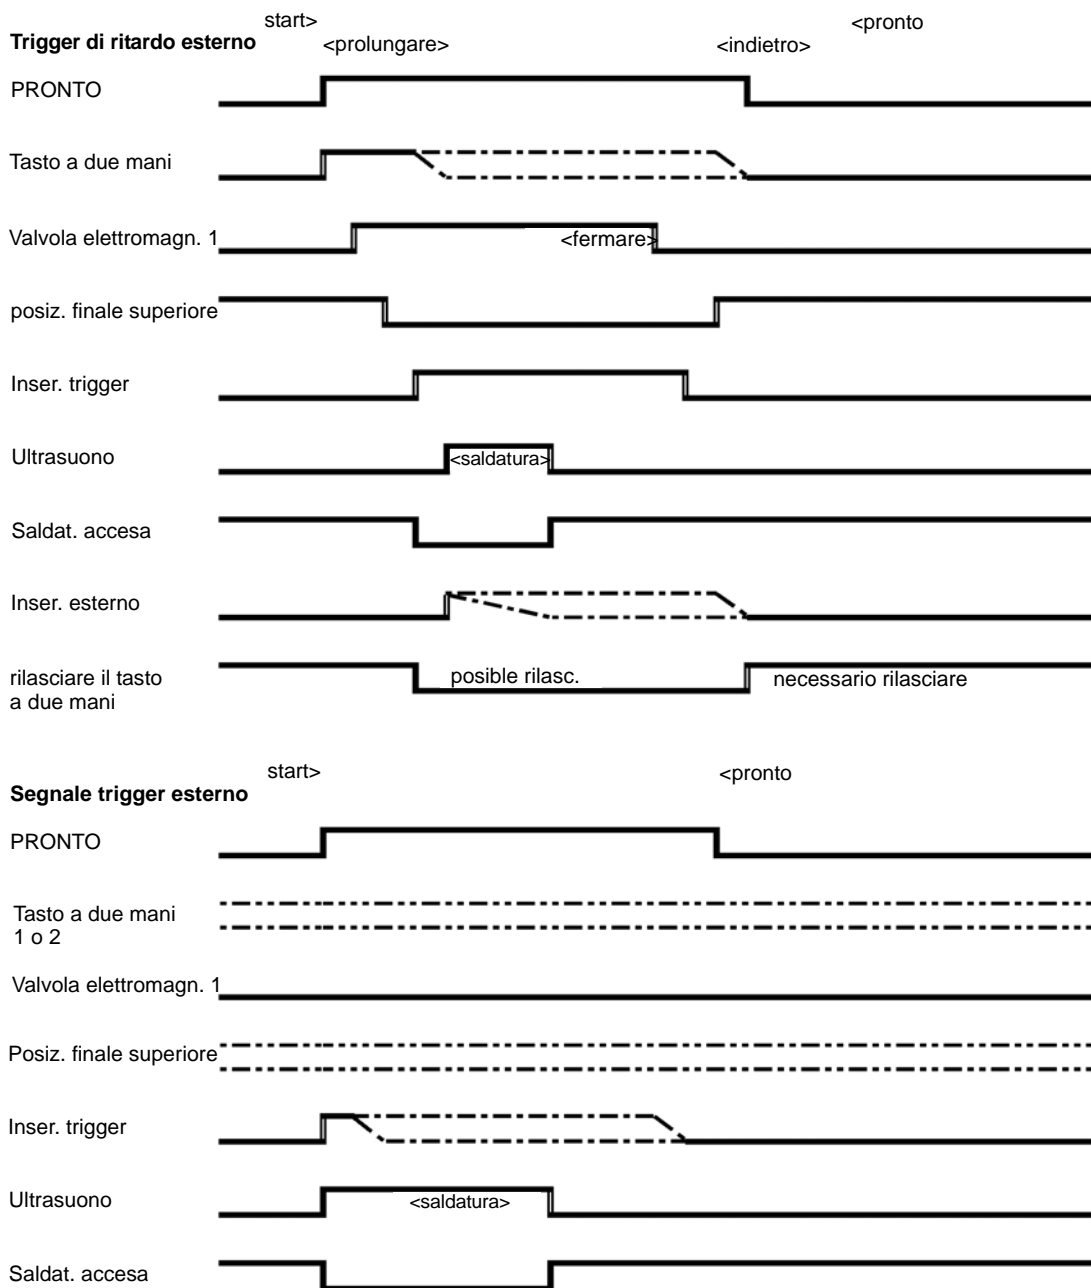 start>
<pronto
Trigger di ritardo esterno
<prolungare>
<indietro>
PRONTO
Tasto a due mani
Valvola elettromagn. 1
<fermare>
posiz. finale superiore
Inser. trigger
Ultrasuono
<saldatura>
Saldat. accesa
Inser. esterno
rilasciare il tasto
a due mani
posible rilasc.
necessario rilasciare
start>
<pronto
Segnale trigger esterno
PRONTO
Tasto a due mani
1 o 2
Valvola elettromagn. 1
Posiz. finale superiore
Inser. trigger
Ultrasuono
<saldatura>
Saldat. accesa